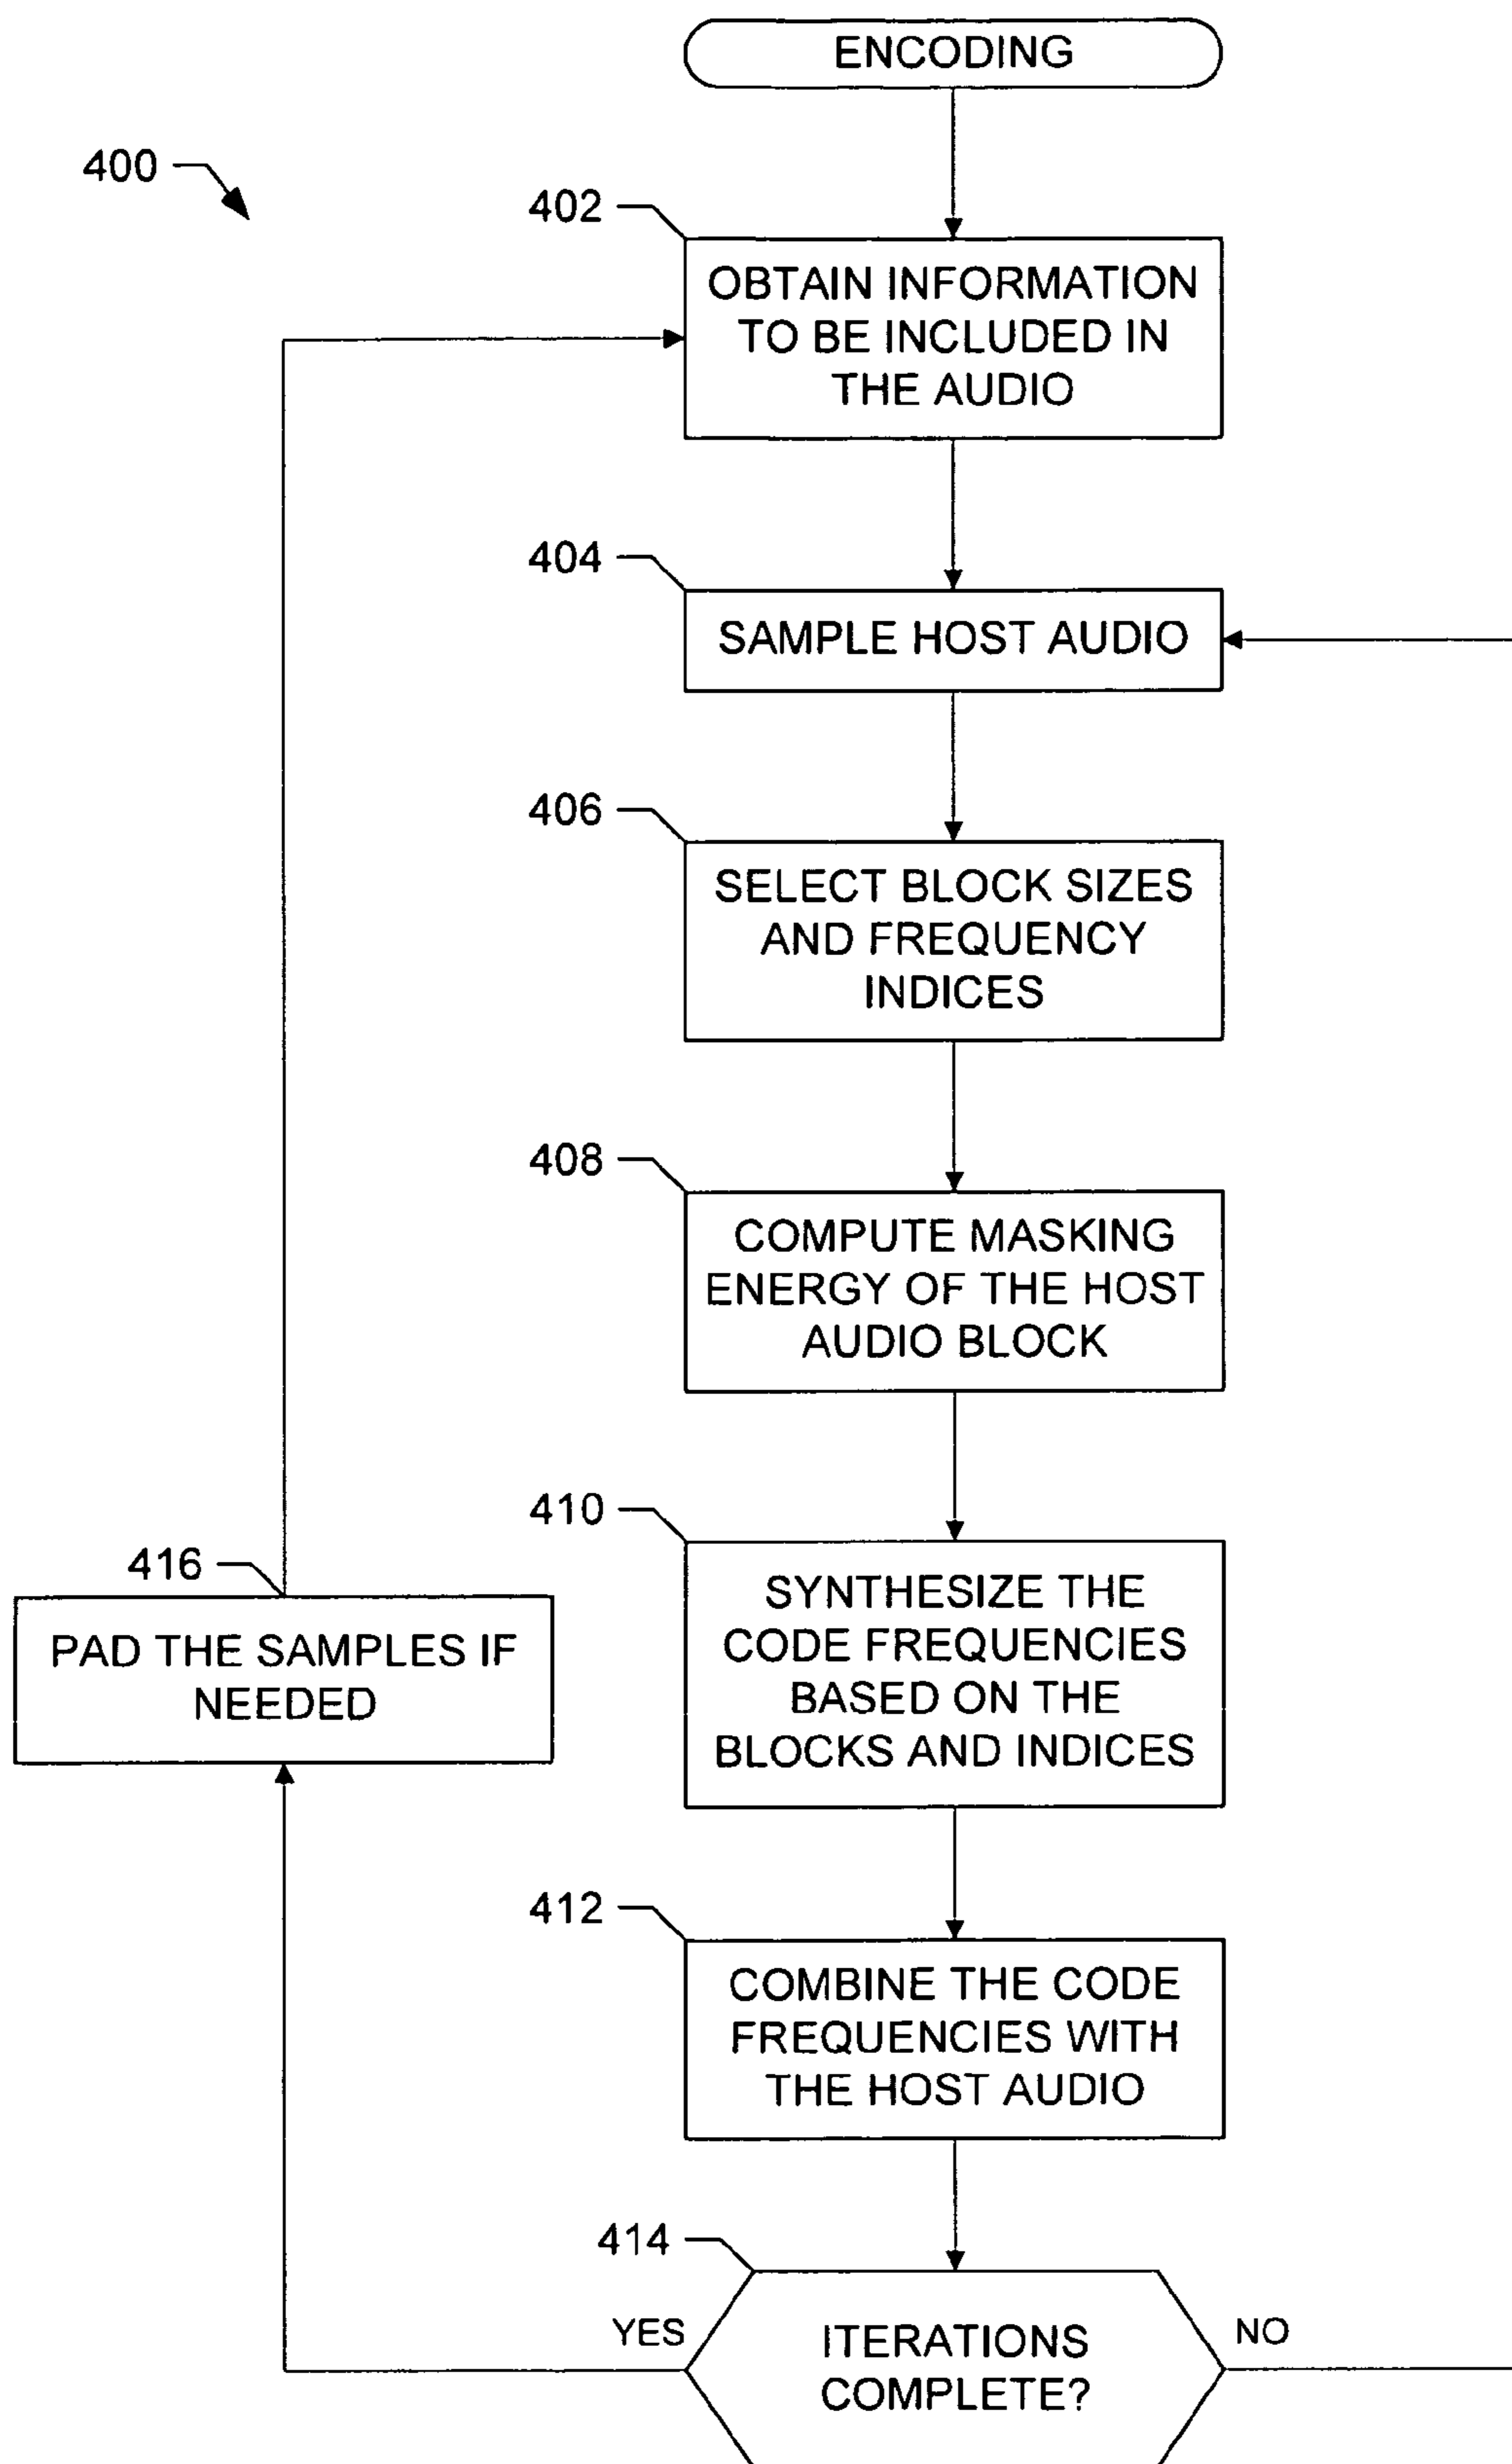 ENCODING
400
402
OBTAIN INFORMATION
TO BE INCLUDED IN
THE AUDIO
404
SAMPLE HOST AUDIO
406
SELECT BLOCK SIZES
AND FREQUENCY
INDICES
408
COMPUTE MASKING
ENERGY OF THE HOST
AUDIO BLOCK
410
SYNTHESIZE THE
CODE FREQUENCIES
BASED ON THE
BLOCKS AND INDICES
416
PAD THE SAMPLES IF
NEEDED
412
COMBINE THE CODE
FREQUENCIES WITH
THE HOST AUDIO
414
YES
ITERATIONS
COMPLETE?
NO